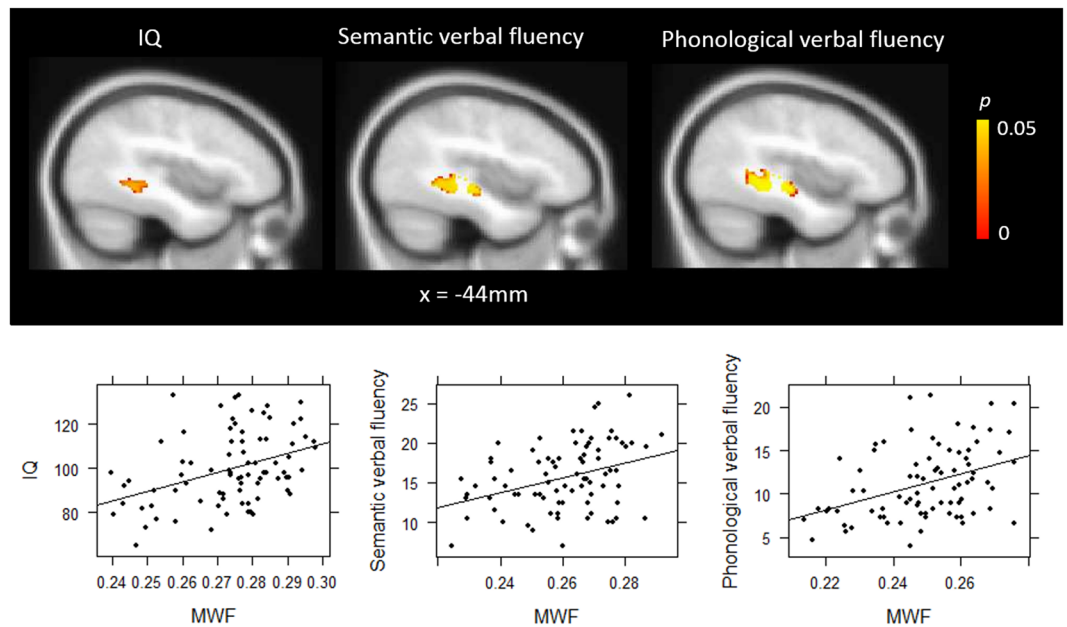 IQ
Semantic verbal fluency
Phonological verbal fluency
p
0.05
0
x = -44mm
IQ
120
100
80
0.24 0.25 0.26 0.27 0.28 0.29 0.30
MWF
Semantic verbal fluency
25
20
15
10
0.24 0.26 0.28
MWF
Phonological verbal fluency
20
15
10
5
0.22 0.24 0.26
MWF